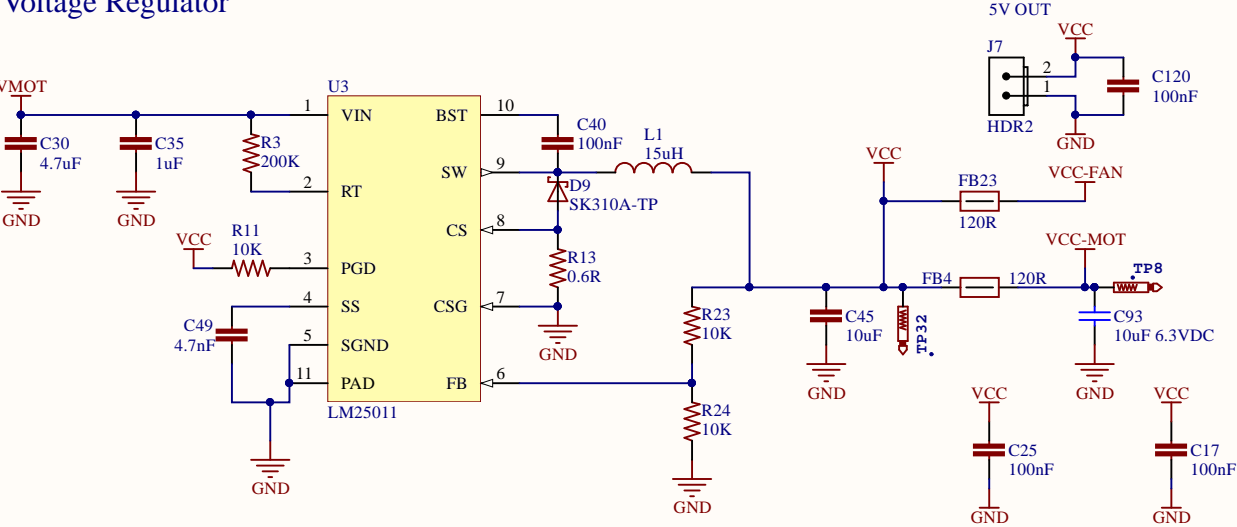 Voltage Regulator
5V OUT
VCC
J7
2
1
HDR2
C120
100nF
GND
VMOT
C30
4.7uF
GND
C35
1uF
GND
R3
200K
U3
1
VIN
2
RT
3
PGD
4
SS
5
SGND
11
PAD
BST
10
SW
9
CS
8
CSG
7
FB
6
LM25011
VCC
R11
10K
C49
4.7nF
GND
C40
100nF
L1
15uH
D9
SK310A-TP
R13
0.6R
GND
R23
10K
R24
10K
GND
C45
10uF
GND
VCC
TP32
FB23
120R
VCC-FAN
FB4
120R
VCC-MOT
TP8
C93
10uF 6.3VDC
GND
VCC
C25
100nF
GND
VCC
C17
100nF
GND